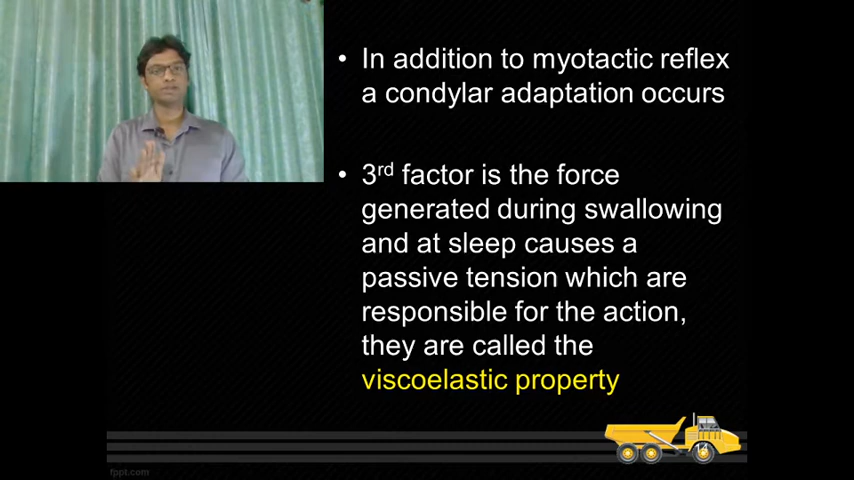 • In addition to myotactic reflex
a condylar adaptation occurs
• 3rd factor is the force
generated during swallowing
and at sleep causes a
passive tension which are
responsible for the action,
they are called the
viscoelastic property
14
fppt.com